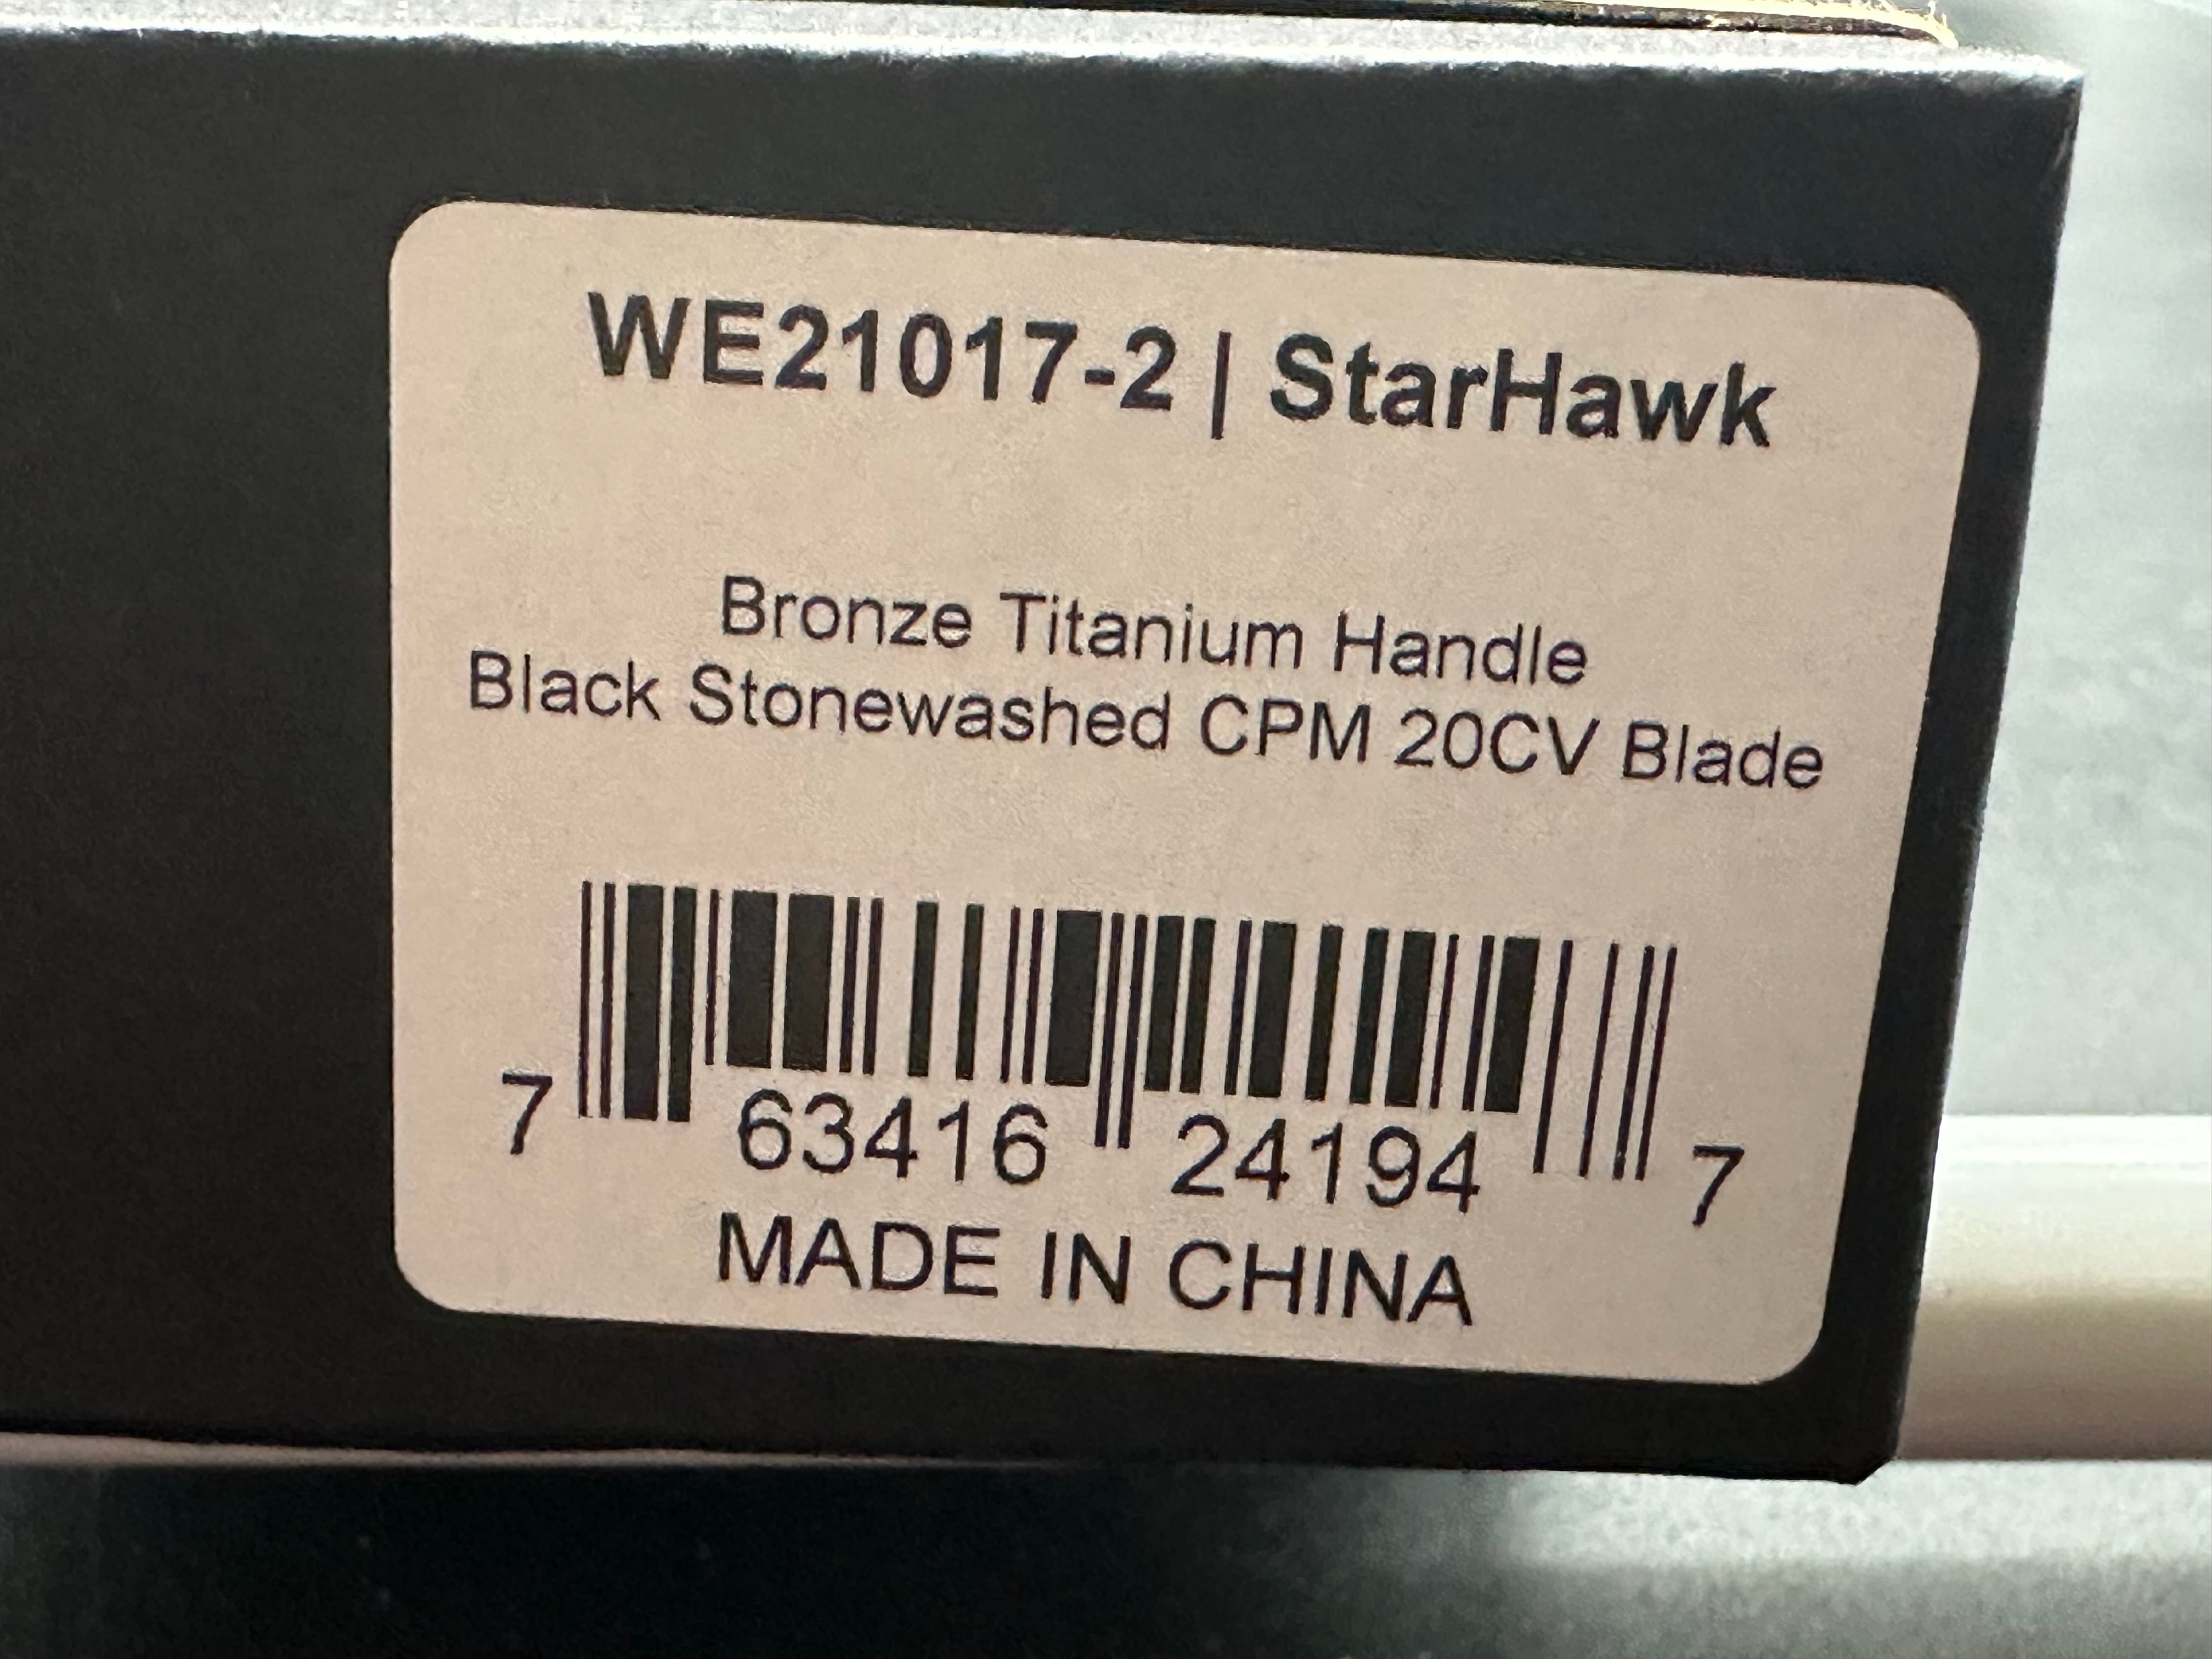 WE21017-2 | StarHawk
Bronze Titanium Handle
Black Stonewashed CPM 20CV Blade
7 63416 24194 7
MADE IN CHINA